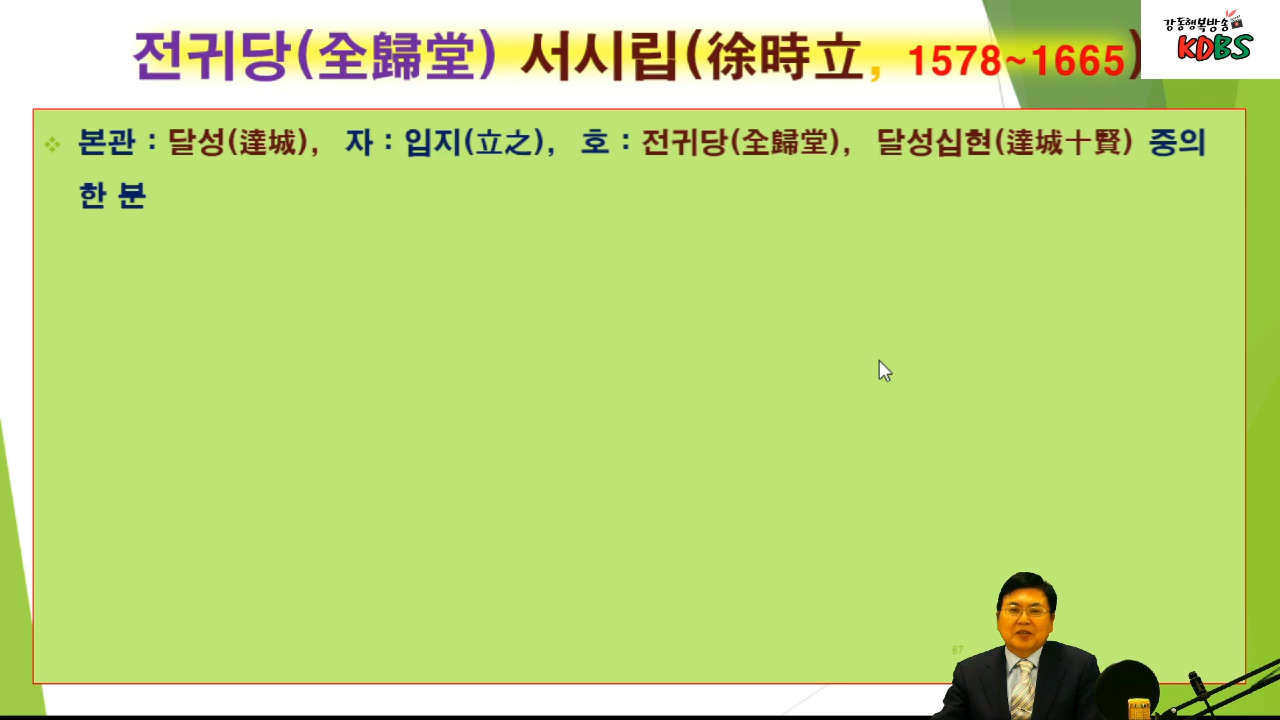 전귀당(全歸堂) 서시립(徐時立, 1578~1665)
강동행복방송
KDBS
❖ 본관 : 달성(達城), 자 : 입지(立之), 호 : 전귀당(全歸堂), 달성십현(達城十賢) 중의
한 분
67